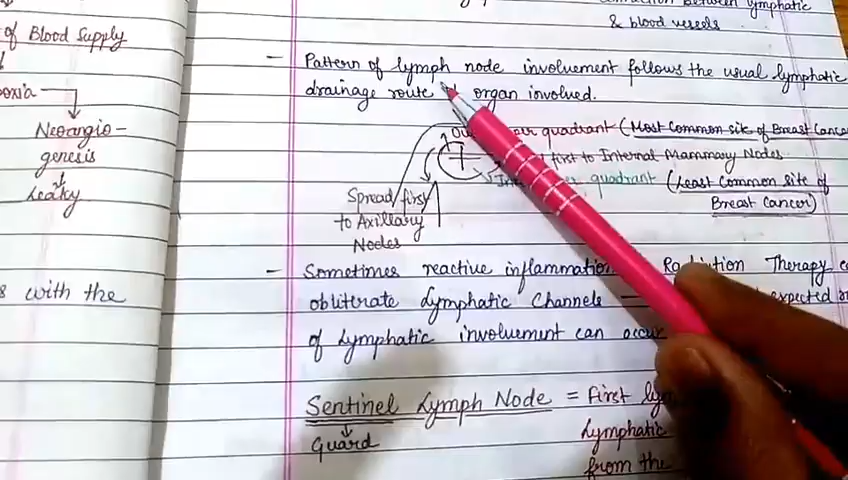 of Blood Supply
oxia
Neoangio-
genesis
Leaky
s with the
between lymphatic
& blood vessels
- Pattern of lymph node involvement follows the usual lymphatic
drainage route organ involved.
quadrant (Most Common site of Breast Cance
first to Internal Mammary Nodes
quadrant (Least Common site of
Breast Cancer)
Spread first
to Axillary
Nodes
- Sometimes reactive inflammation Radiation Therapy
obliterate Lymphatic Channels expected
of Lymphatic involvement can occur
Sentinel Lymph Node = First
Guard
Lymphatic
from the